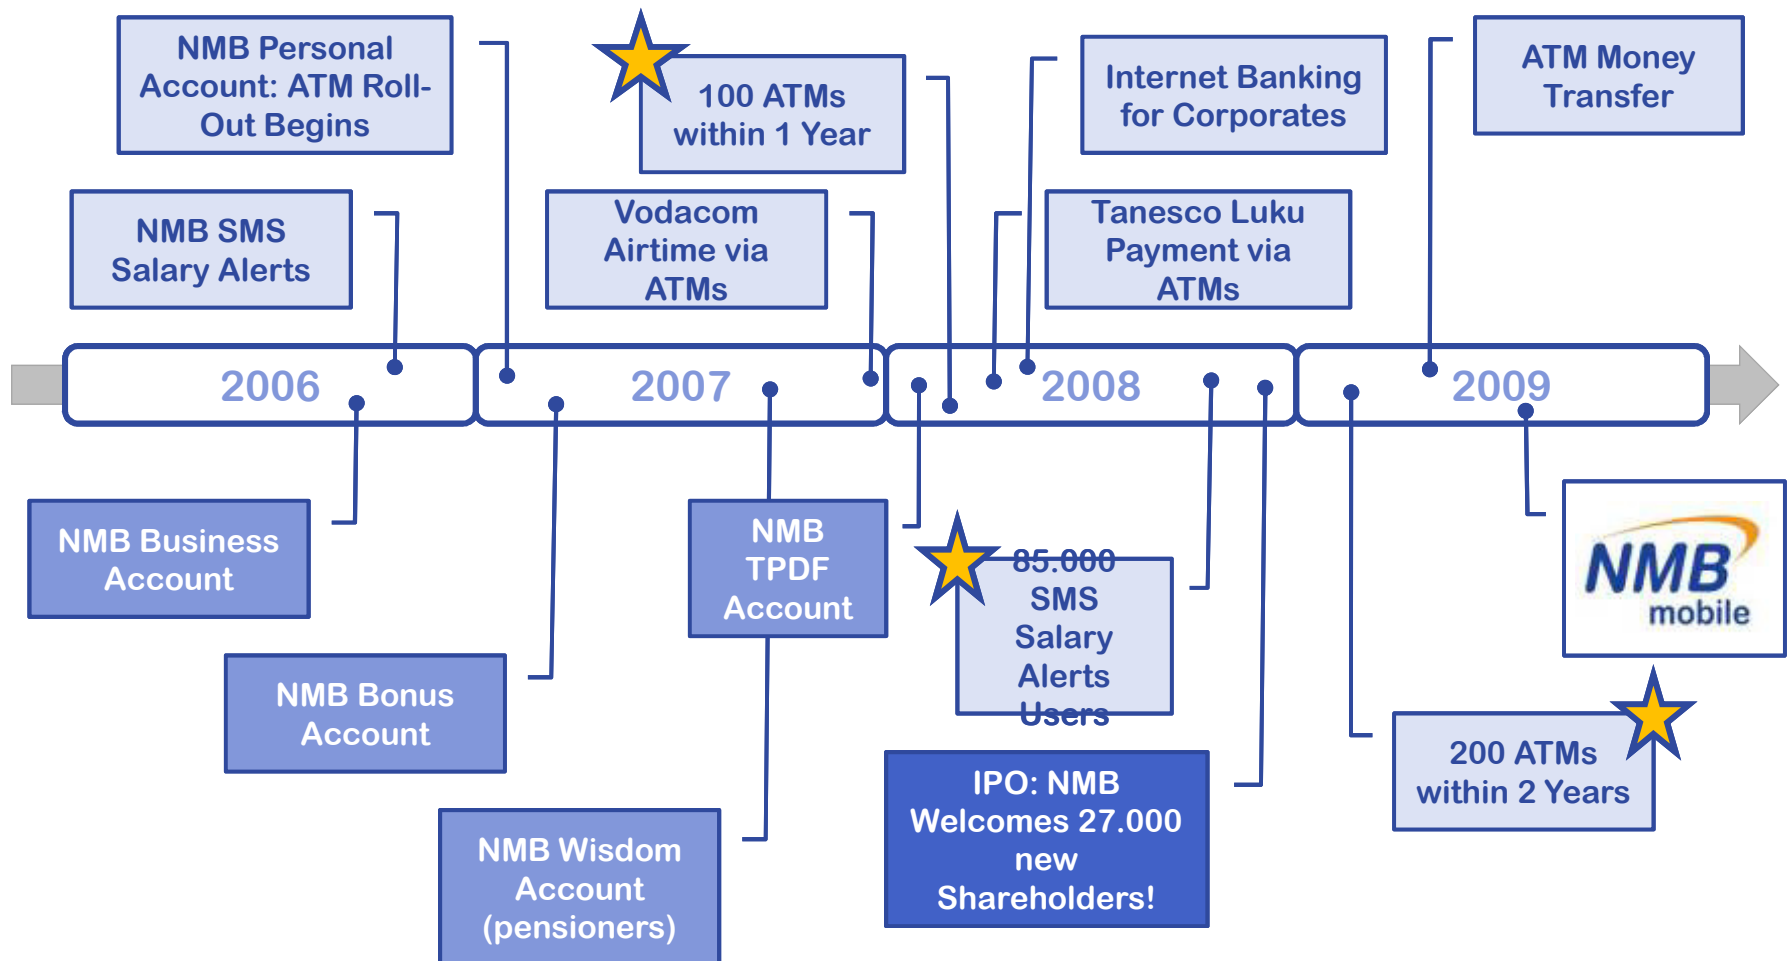 NMB Personal
Account: ATM Roll-
Out Begins
100 ATMs
within 1 Year
Internet Banking
for Corporates
ATM Money
Transfer
NMB SMS
Salary Alerts
Vodacom
Airtime via
ATMs
Tanesco Luku
Payment via
ATMs
2006
2007
2008
2009
NMB Business
Account
NMB
TPDF
Account
85.000
SMS
Salary
Alerts
Users
NMB
mobile
NMB Bonus
Account
200 ATMs
within 2 Years
IPO: NMB
Welcomes 27.000
new
Shareholders!
NMB Wisdom
Account
(pensioners)